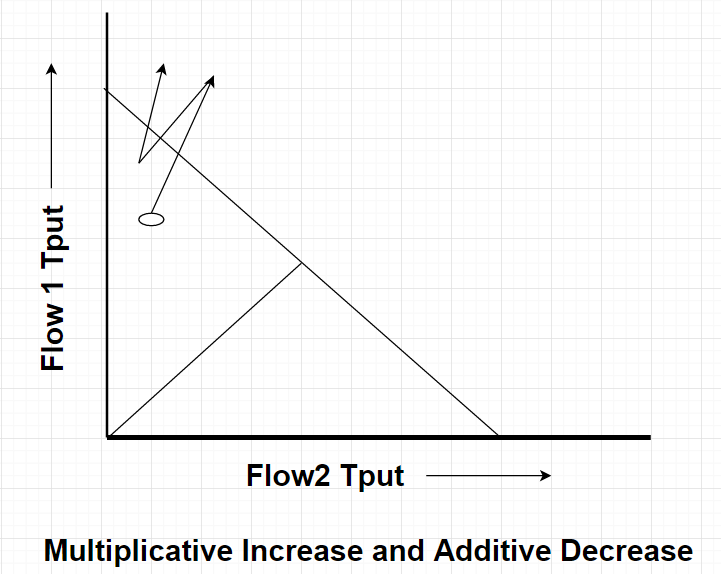 Flow 1 Tput
Flow2 Tput
Multiplicative Increase and Additive Decrease